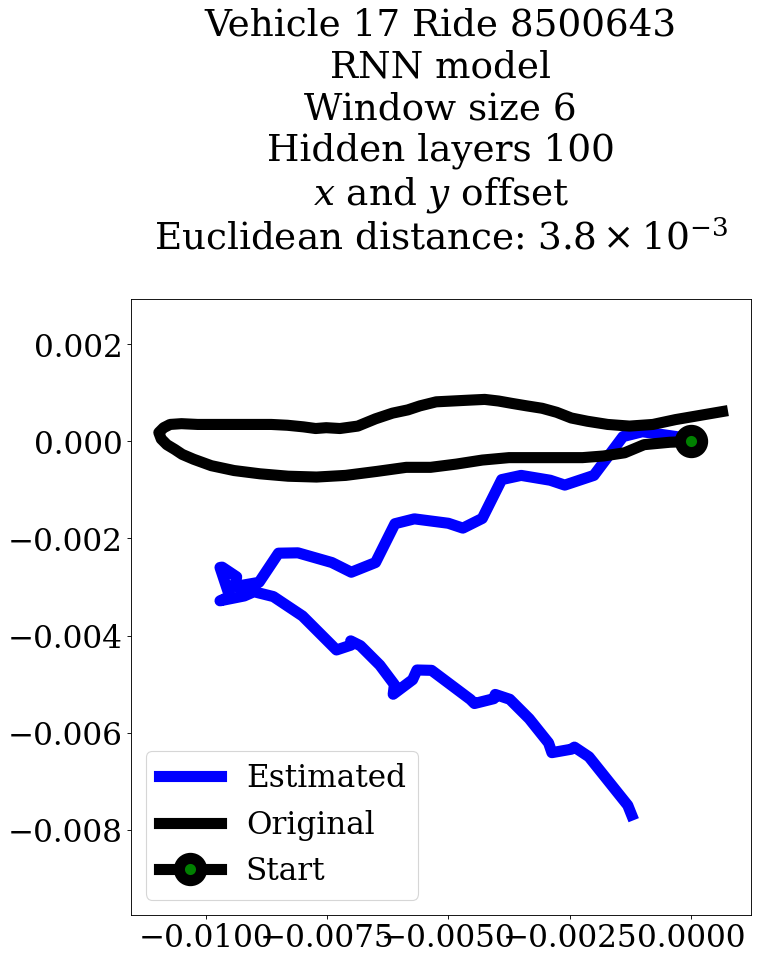 Vehicle 17 Ride 8500643
RNN model
Window size 6
Hidden layers 100
x and y offset
Euclidean distance: 3.8 × 10⁻³
0.002
0.000
−0.002
−0.004
−0.006
−0.008
Estimated
Original
Start
−0.0100 −0.0075 −0.0050 −0.0025 0.0000